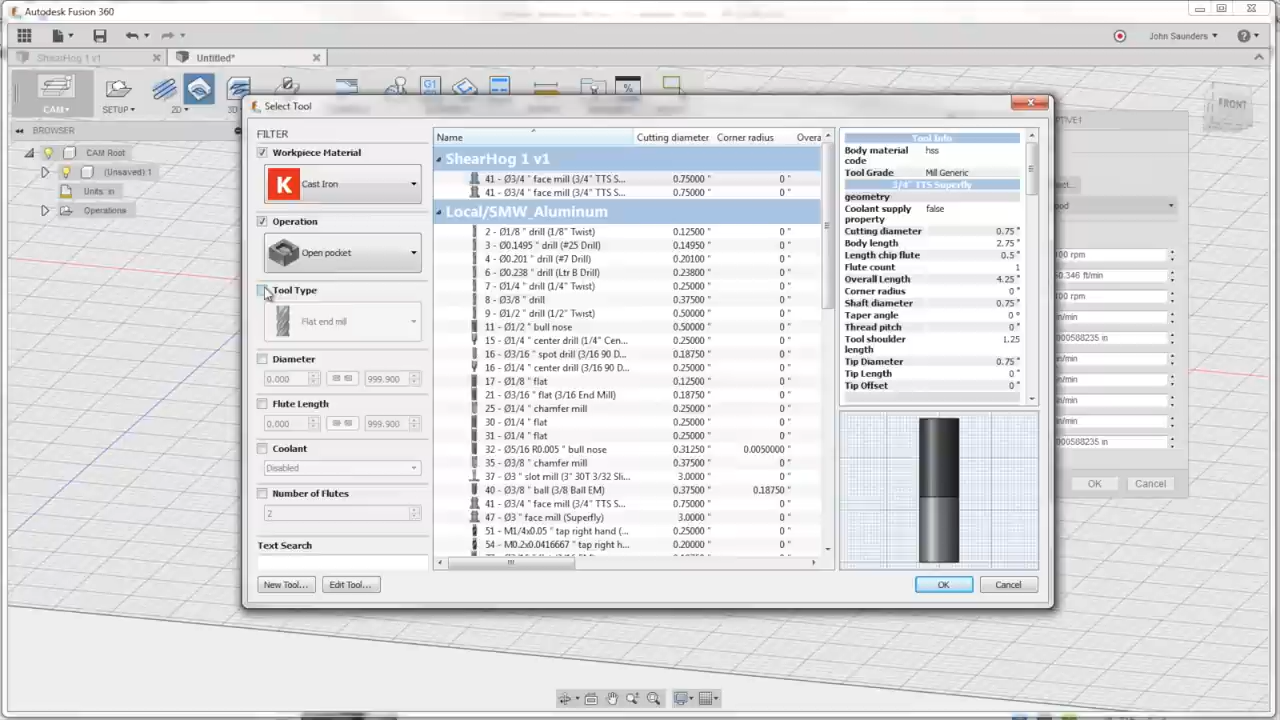 Autodesk Fusion 360
John Saunders
ShearHog 1 v1
Untitled*
CAM
SETUP
2D
3D
G1
%
BROWSER
CAM Root
(Unsaved) 1
Units: in
Operations
FRONT
Select Tool
FILTER
Workpiece Material
K
Cast Iron
Operation
Open pocket
Tool Type
Flat end mill
Diameter
0.000
999.900
Flute Length
0.000
999.900
Coolant
Disabled
Number of Flutes
2
Text Search
New Tool...
Edit Tool...
Name Cutting diameter Corner radius Overa
ShearHog 1 v1
41 - Ø3/4" face mill (3/4" TTS S... 0.75000 " 0 "
41 - Ø3/4" face mill (3/4" TTS S... 0.75000 " 0 "
Local/SMW_Aluminum
2 - Ø1/8" drill (1/8" Twist) 0.12500 " 0 "
3 - Ø0.1495" drill (#25 Drill) 0.14950 " 0 "
4 - Ø0.201" drill (#7 Drill) 0.20100 " 0 "
6 - Ø0.238" drill (Ltr B Drill) 0.23800 " 0 "
7 - Ø1/4" drill (1/4" Twist) 0.25000 " 0 "
8 - Ø3/8" drill 0.37500 " 0 "
9 - Ø1/2" drill (1/2" Twist) 0.50000 " 0 "
11 - Ø1/2" bull nose 0.50000 " 0 "
15 - Ø1/4" center drill (1/4" Cen... 0.25000 " 0 "
16 - Ø3/16" spot drill (3/16 90 D... 0.18750 " 0 "
16 - Ø1/4" center drill (3/16 90 D... 0.25000 " 0 "
17 - Ø1/8" flat 0.12500 " 0 "
21 - Ø3/16" flat (3/16 End Mill) 0.18750 " 0 "
25 - Ø1/4" chamfer mill 0.25000 " 0 "
30 - Ø1/4" flat 0.25000 " 0 "
31 - Ø1/4" flat 0.25000 " 0 "
32 - Ø5/16 R0.005" bull nose 0.31250 " 0.0050000 "
35 - Ø3/8" chamfer mill 0.37500 " 0 "
37 - Ø3" slot mill (3" 30T 3/32 Sli... 3.0000 " 0 "
40 - Ø3/8" ball (3/8 Ball EM) 0.37500 " 0.18750 "
41 - Ø3/4" face mill (3/4" TTS S... 0.75000 " 0 "
47 - Ø3" face mill (Superfly) 3.0000 " 0 "
51 - M1/4x0.05" tap right hand (... 0.25000 " 0 "
54 - M0.2x0.0416667" tap right h... 0.20000 " 0 "
Tool Info
Body material code hss
Tool Grade Mill Generic
3/4" TTS Superfly
geometry
Coolant supply property false
Cutting diameter 0.75 "
Body length 2.75 "
Length chip flute 0.5 "
Flute count 1
Overall Length 4.25 "
Corner radius 0 "
Shaft diameter 0.75 "
Taper angle 0 °
Thread pitch 0 "
Tool shoulder length 1.25
Tip Diameter 0.75 "
Tip Length 0 "
Tip Offset 0 "
OK
Cancel
OK
Cancel